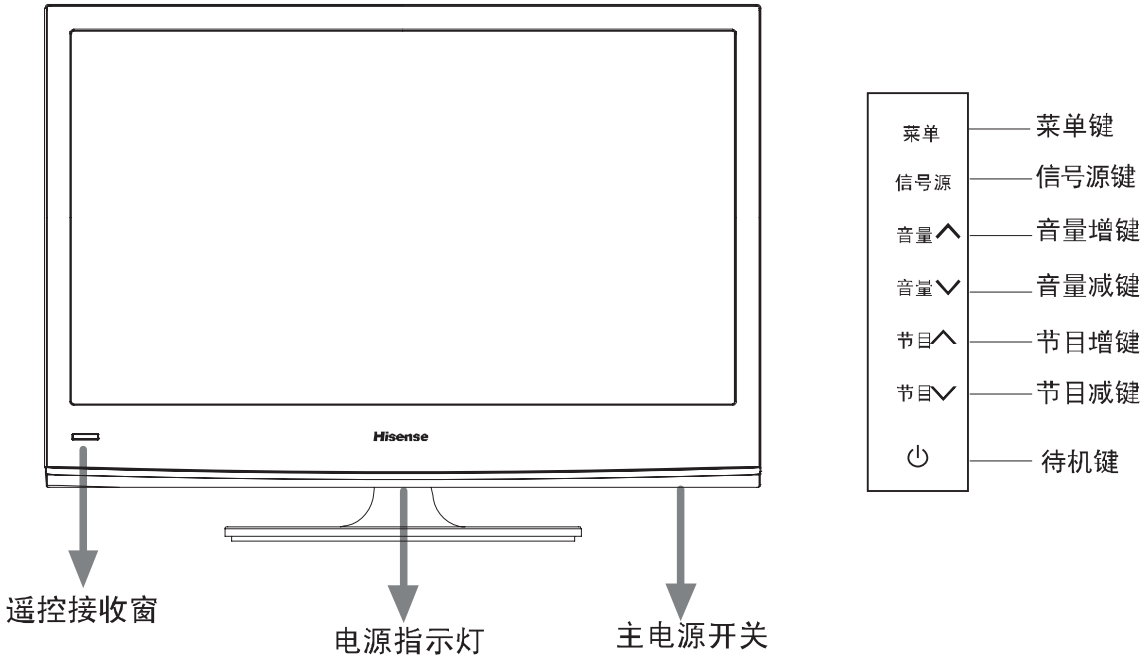 Hisense
遥控接收窗
电源指示灯
主电源开关
菜单 菜单键
信号源 信号源键
音量 音量增键
音量 音量减键
节目 节目增键
节目 节目减键
待机键